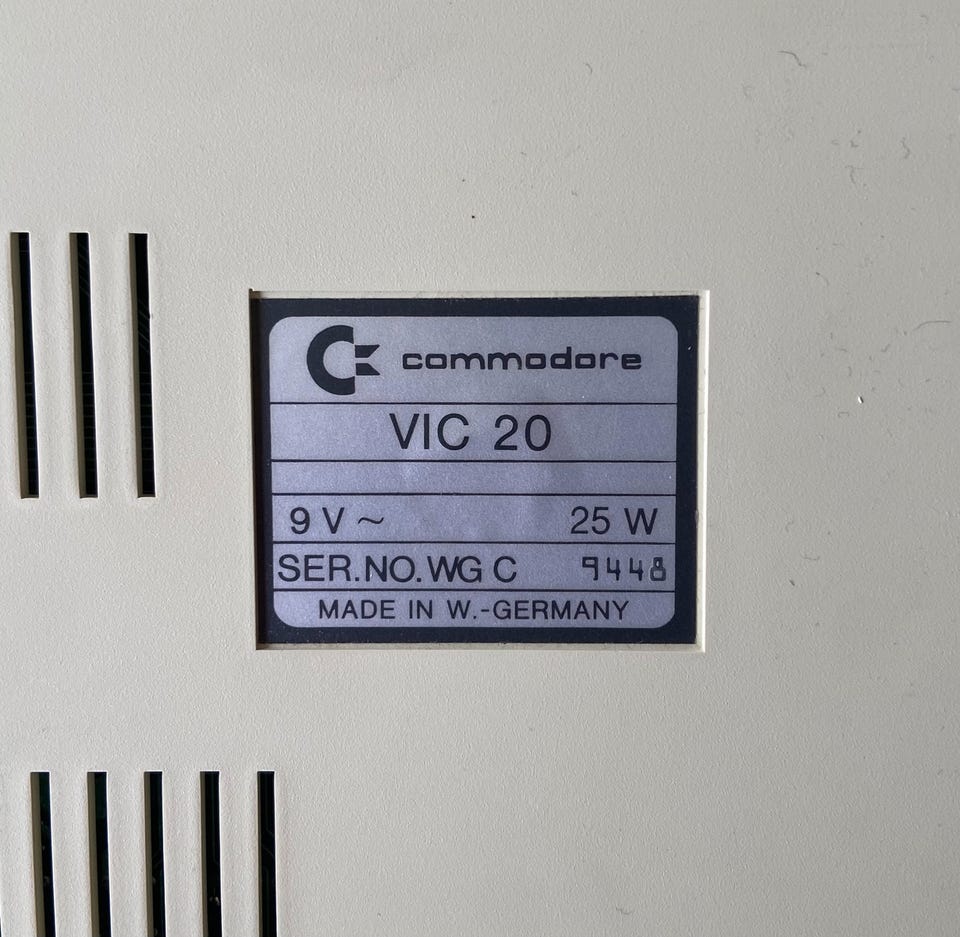 commodore
VIC 20
9 V ~ 25 W
SER.NO. WG C 9448
MADE IN W.-GERMANY